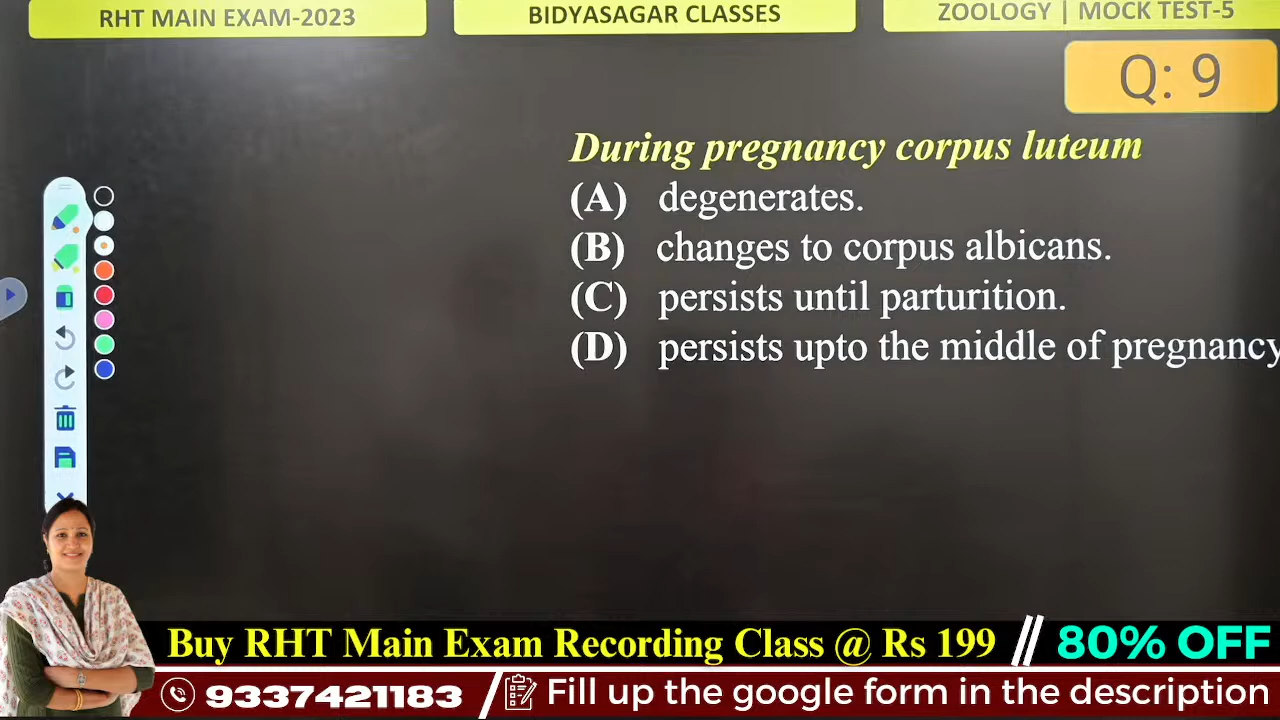 RHT MAIN EXAM-2023
BIDYASAGAR CLASSES
ZOOLOGY | MOCK TEST-5
Q: 9
During pregnancy corpus luteum
(A) degenerates.
(B) changes to corpus albicans.
(C) persists until parturition.
(D) persists upto the middle of pregnancy
Buy RHT Main Exam Recording Class @ Rs 199 // 80% OFF
9337421183 / Fill up the google form in the description